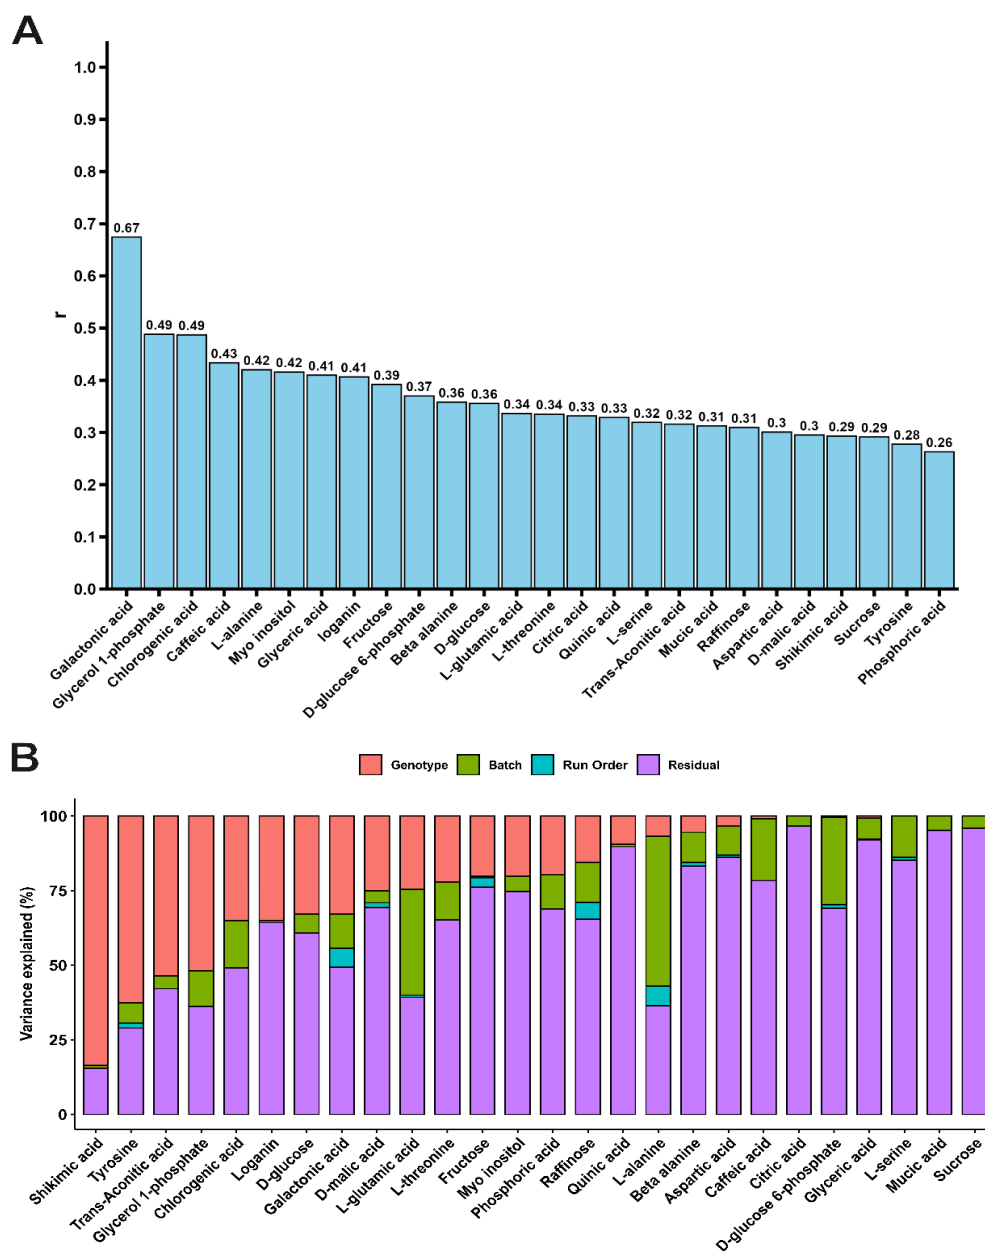 A
1.0
0.9
0.8
0.7
0.6
0.5
0.4
0.3
0.2
0.1
0.0
r
0.67
0.49
0.49
0.43
0.42
0.42
0.41
0.41
0.39
0.37
0.36
0.36
0.34
0.34
0.33
0.33
0.32
0.32
0.31
0.31
0.3
0.3
0.29
0.29
0.28
0.26
Galactonic acid
Glycerol 1-phosphate
Chlorogenic acid
Caffeic acid
L-alanine
Myo inositol
Glyceric acid
loganin
Fructose
D-glucose 6-phosphate
Beta alanine
D-glucose
L-glutamic acid
L-threonine
Citric acid
Quinic acid
L-serine
Trans-Aconitic acid
Mucic acid
Raffinose
Aspartic acid
D-malic acid
Shikimic acid
Sucrose
Tyrosine
Phosphoric acid
B
Genotype
Batch
Run Order
Residual
Variance explained (%)
100
75
50
25
0
Shikimic acid
Tyrosine
Trans-Aconitic acid
Glycerol 1-phosphate
Chlorogenic acid
Loganin
D-glucose
Galactonic acid
D-malic acid
L-glutamic acid
L-threonine
Fructose
Myo inositol
Phosphoric acid
Raffinose
Quinic acid
L-alanine
Beta alanine
Aspartic acid
Caffeic acid
Citric acid
D-glucose 6-phosphate
Glyceric acid
L-serine
Mucic acid
Sucrose